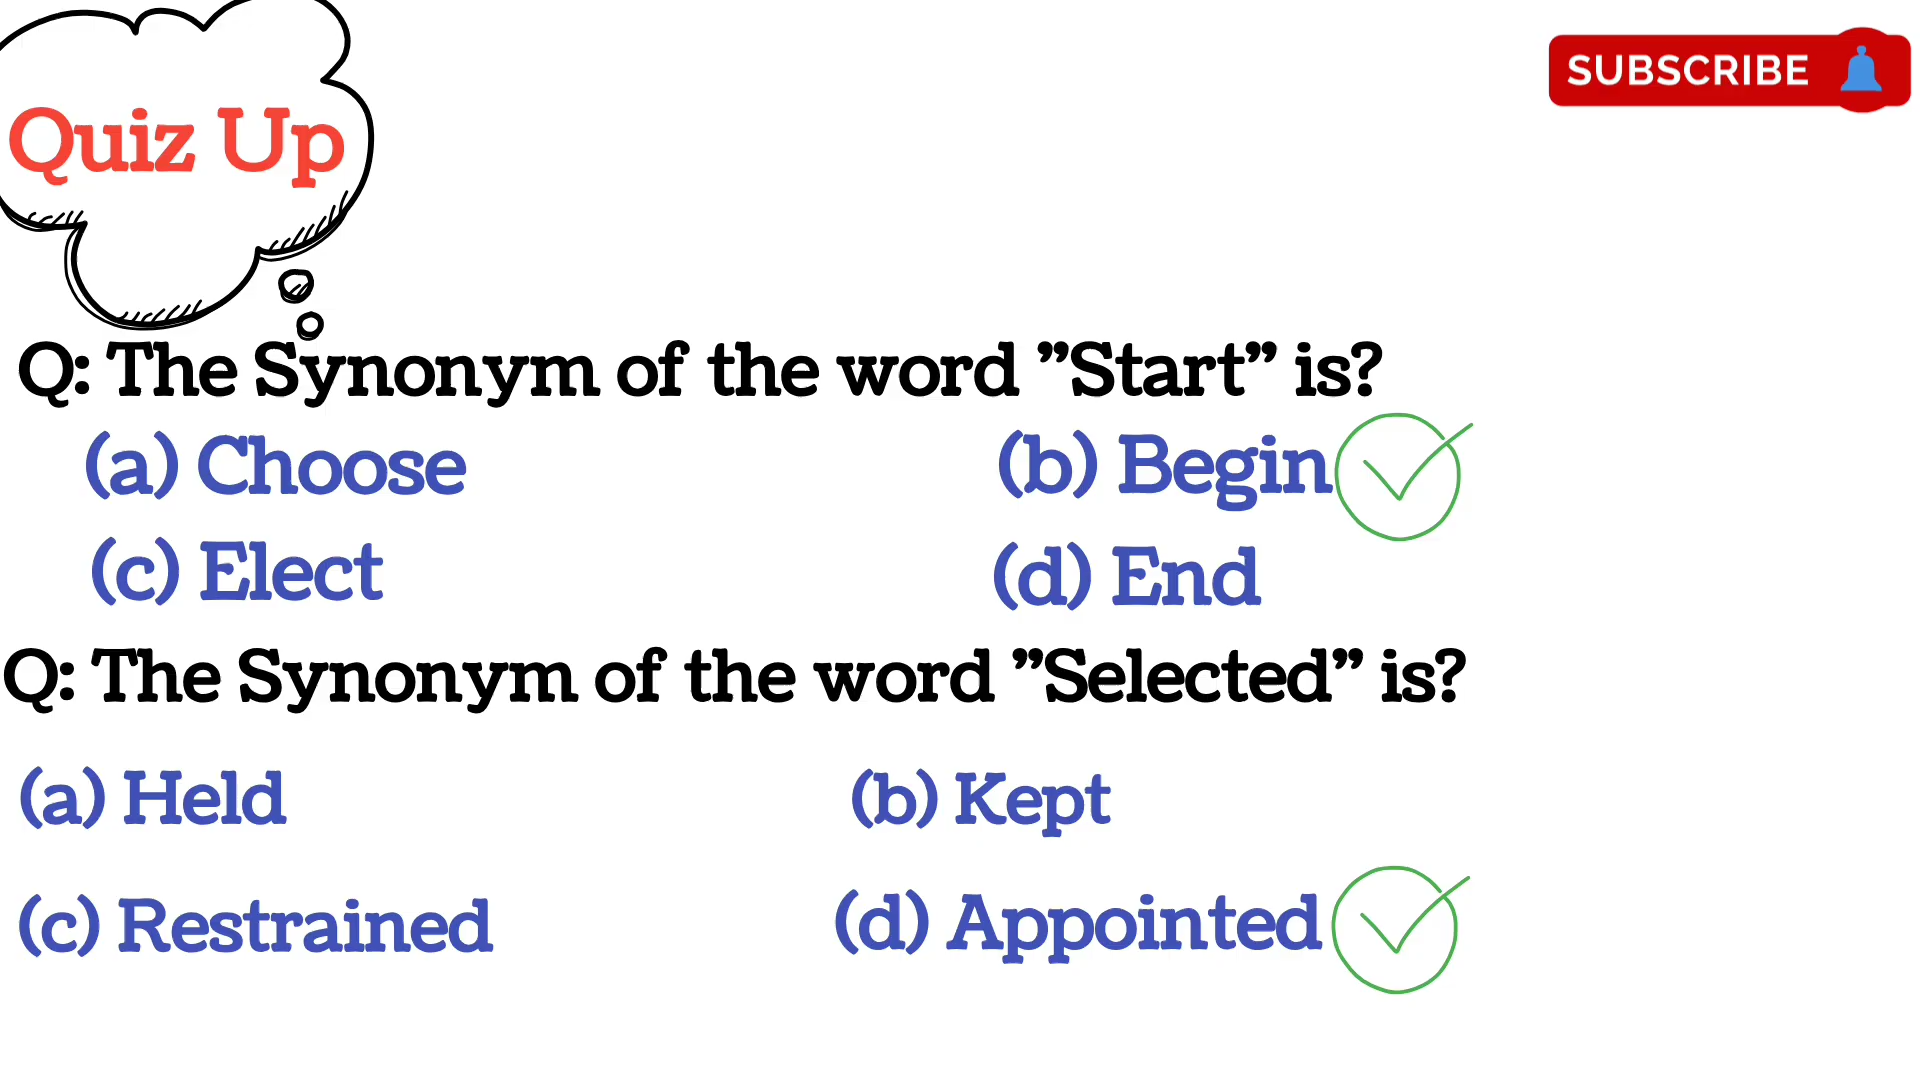 Quiz Up
SUBSCRIBE
Q: The Synonym of the word ”Start” is?
(a) Choose (b) Begin
(c) Elect (d) End
Q: The Synonym of the word ”Selected” is?
(a) Held (b) Kept
(c) Restrained (d) Appointed